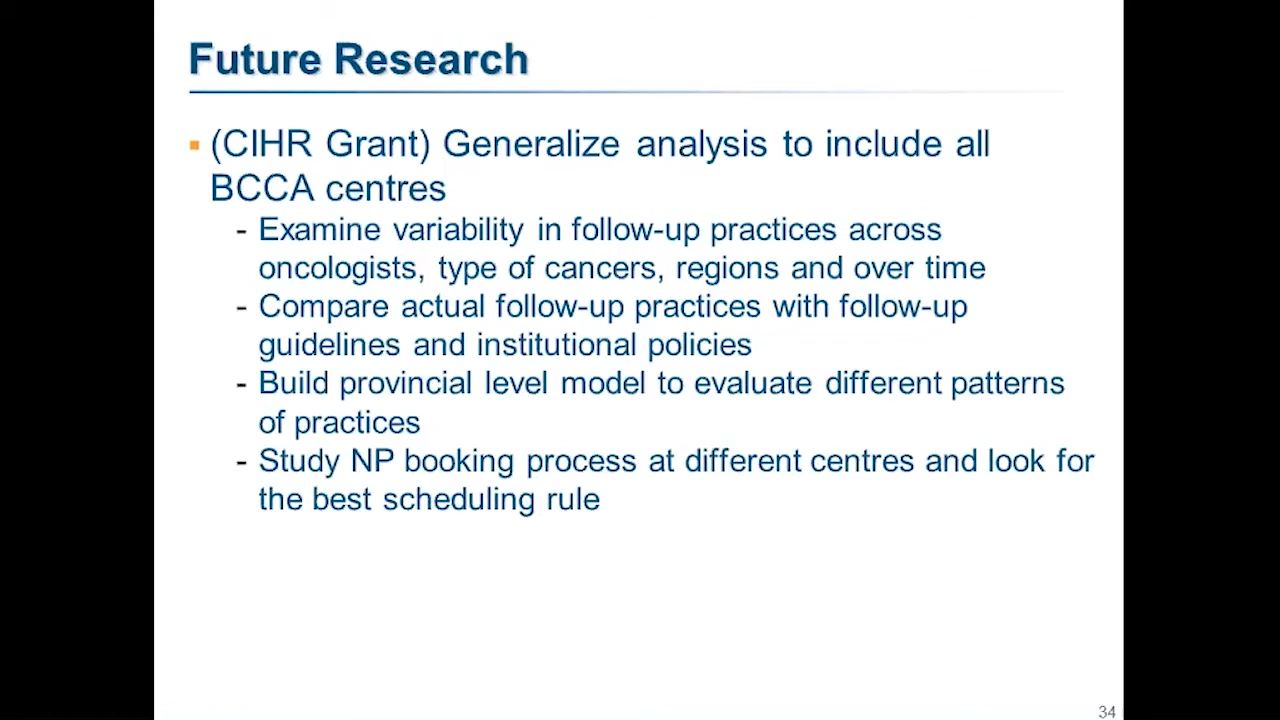 Future Research
▪ (CIHR Grant) Generalize analysis to include all
BCCA centres
- Examine variability in follow-up practices across
oncologists, type of cancers, regions and over time
- Compare actual follow-up practices with follow-up
guidelines and institutional policies
- Build provincial level model to evaluate different patterns
of practices
- Study NP booking process at different centres and look for
the best scheduling rule
34